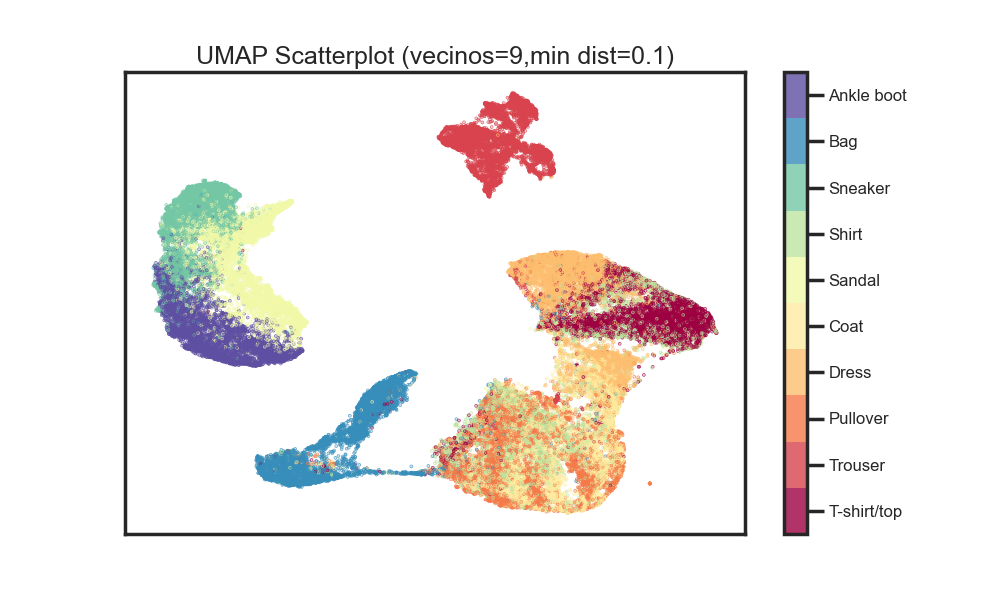 UMAP Scatterplot (vecinos=9,min dist=0.1)
Ankle boot
Bag
Sneaker
Shirt
Sandal
Coat
Dress
Pullover
Trouser
T-shirt/top